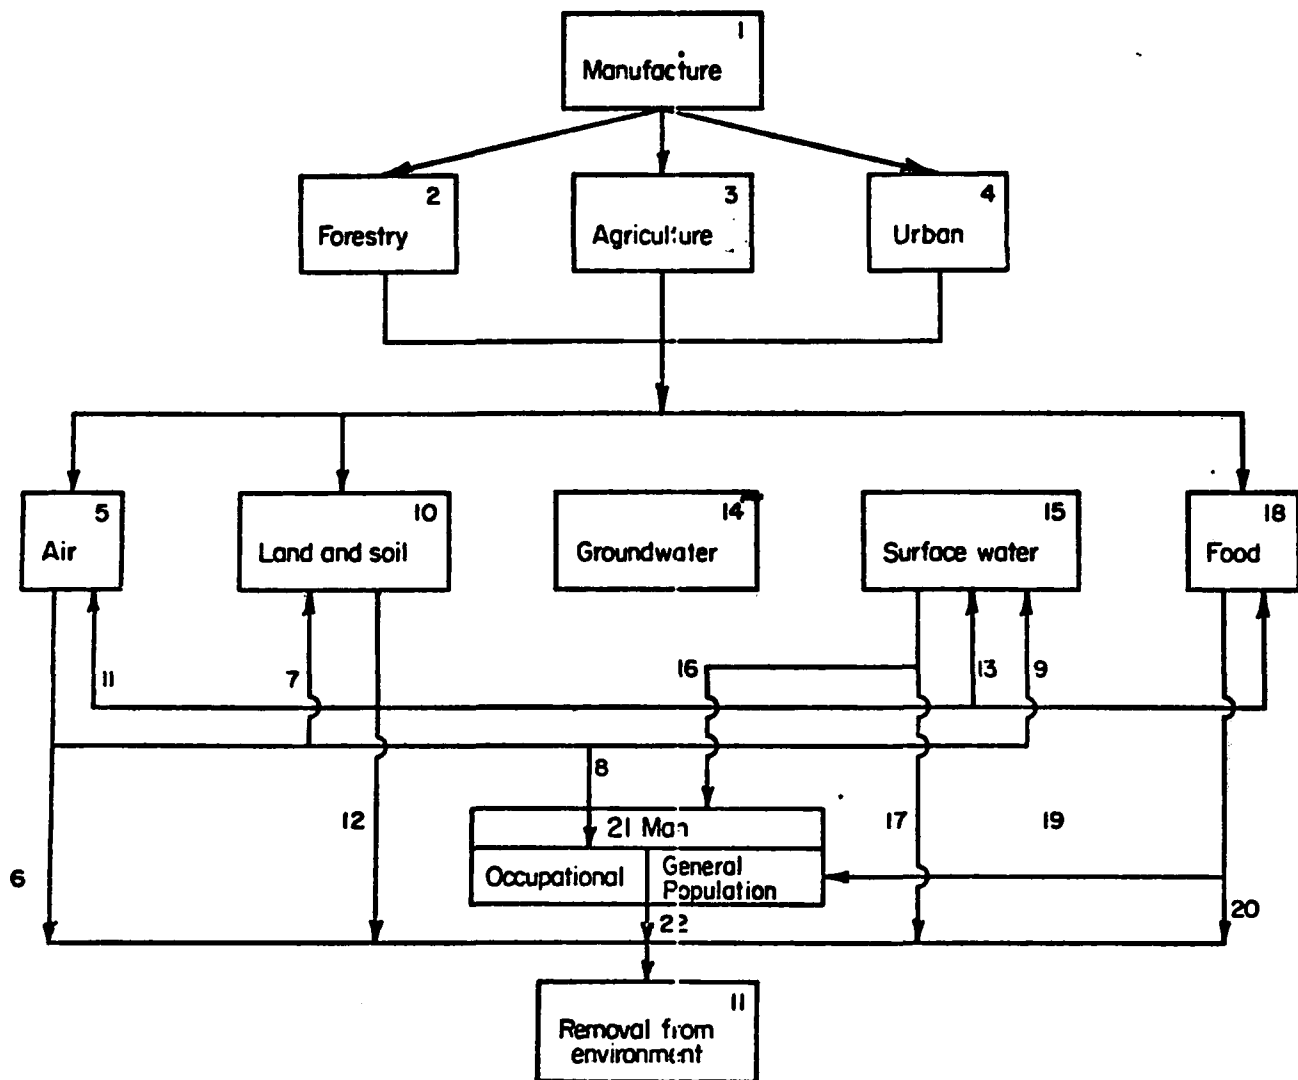 1
Manufacture
2
Forestry
3
Agriculture
4
Urban
5
Air
10
Land and soil
14
Groundwater
15
Surface water
18
Food
11
7
16
13
9
8
12
21 Man
17
19
6
Occupational
General
Population
22
20
11
Removal from
environment